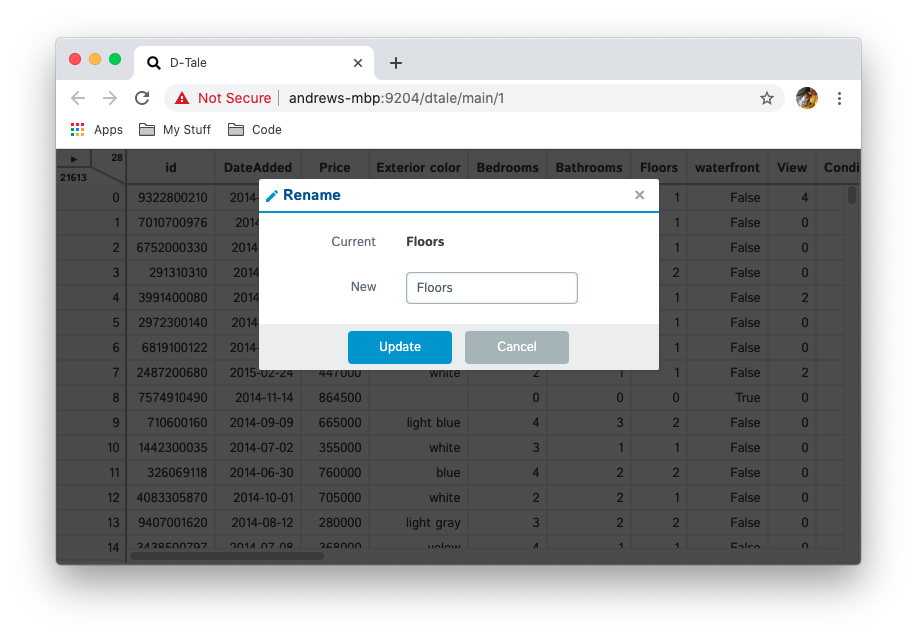 D-Tale
Not Secure andrews-mbp:9204/dtale/main/1
Apps My Stuff Code
28
21613
id DateAdded Price Exterior color Bedrooms Bathrooms Floors waterfront View Condi
Rename
Current Floors
New Floors
Update Cancel
0 9322800210 2014- 1 False 4
1 7010700976 2014 1 False 0
2 6752000330 2014 1 False 0
3 291310310 2014 2 False 0
4 3991400080 2014 1 False 2
5 2972300140 2014 1 False 0
6 6819100122 2014- 1 False 0
7 2487200680 2015-02-24 447000 white 2 1 1 False 2
8 7574910490 2014-11-14 864500 0 0 0 True 0
9 710600160 2014-09-09 665000 light blue 4 3 2 False 0
10 1442300035 2014-07-02 355000 white 3 1 1 False 0
11 326069118 2014-06-30 760000 blue 4 2 2 False 0
12 4083305870 2014-10-01 705000 white 2 2 1 False 0
13 9407001620 2014-08-12 280000 light gray 3 2 2 False 0
14 3438500797 2014-07-08 368000 yelow 4 1 1 False 0